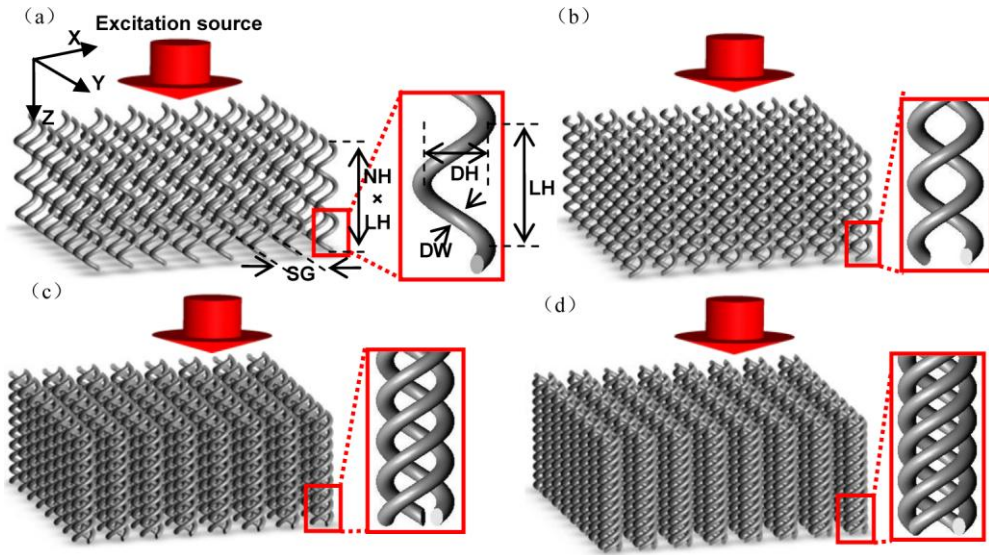 (a)
Excitation source
X
Y
Z
NH
×
LH
SG
DH
LH
DW
(b)
(c)
(d)